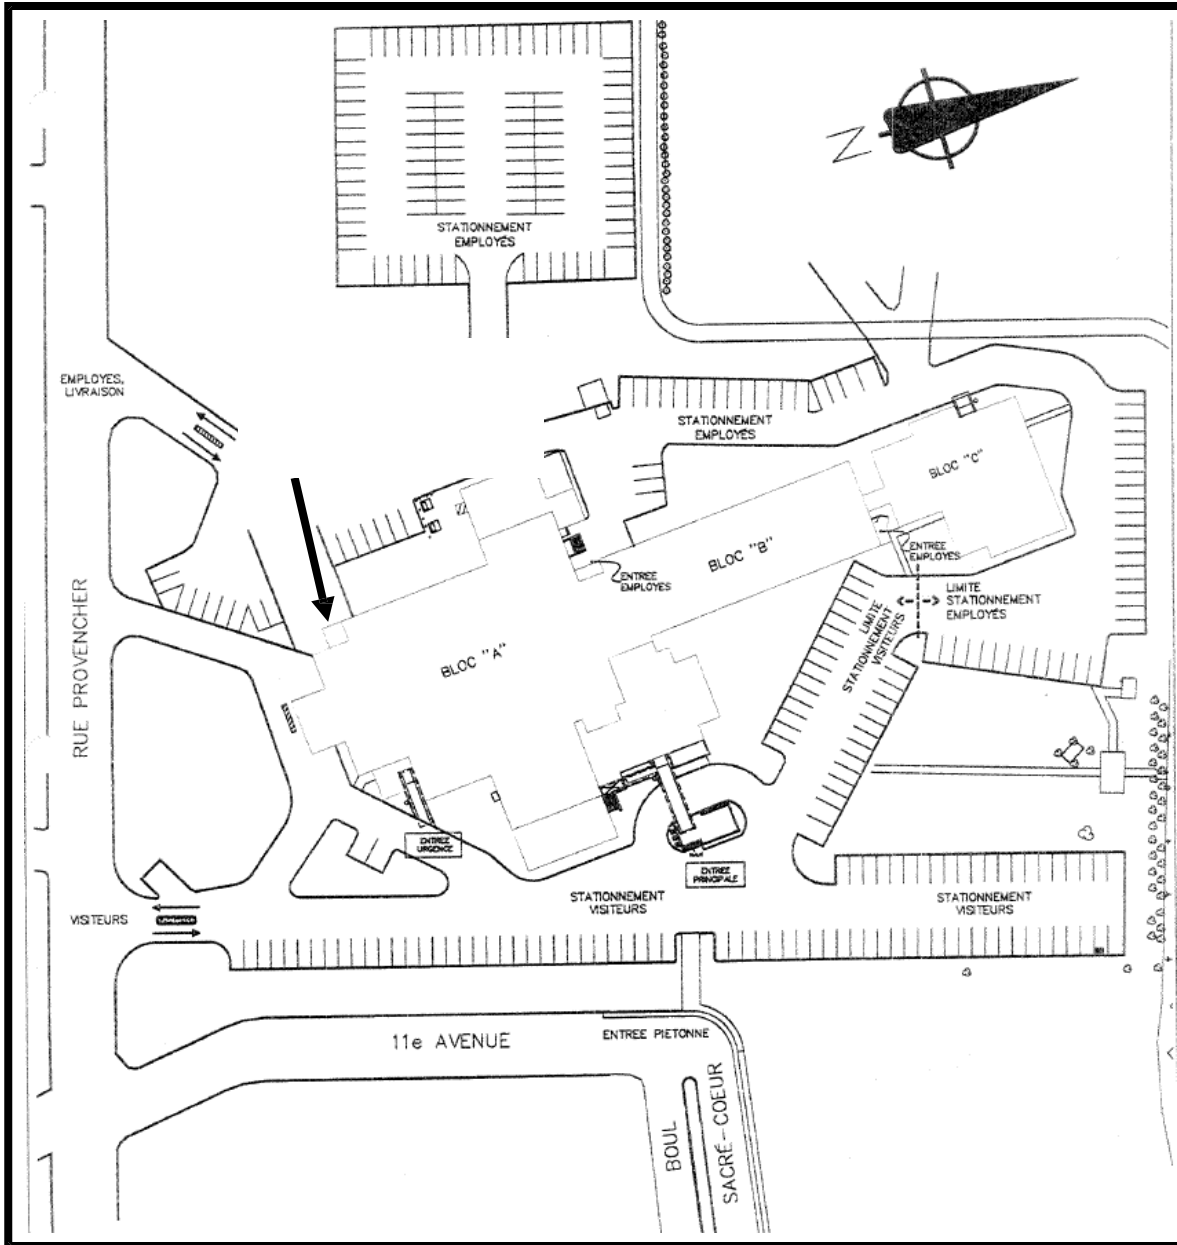 N
STATIONNEMENT
EMPLOYÉS
EMPLOYES,
LIVRAISON
STATIONNEMENT
EMPLOYÉS
BLOC "C"
BLOC "B"
ENTREE
EMPLOYES
ENTREE
EMPLOYES
LIMITE
STATIONNEMENT
EMPLOYÉS
LIMITE
STATIONNEMENT
VISITEURS
BLOC "A"
RUE PROVENCHER
ENTREE
URGENCE
ENTREE
PRINCIPALE
STATIONNEMENT
VISITEURS
STATIONNEMENT
VISITEURS
VISITEURS
11e AVENUE
ENTREE PIETONNE
BOUL
SACRÉ-COEUR